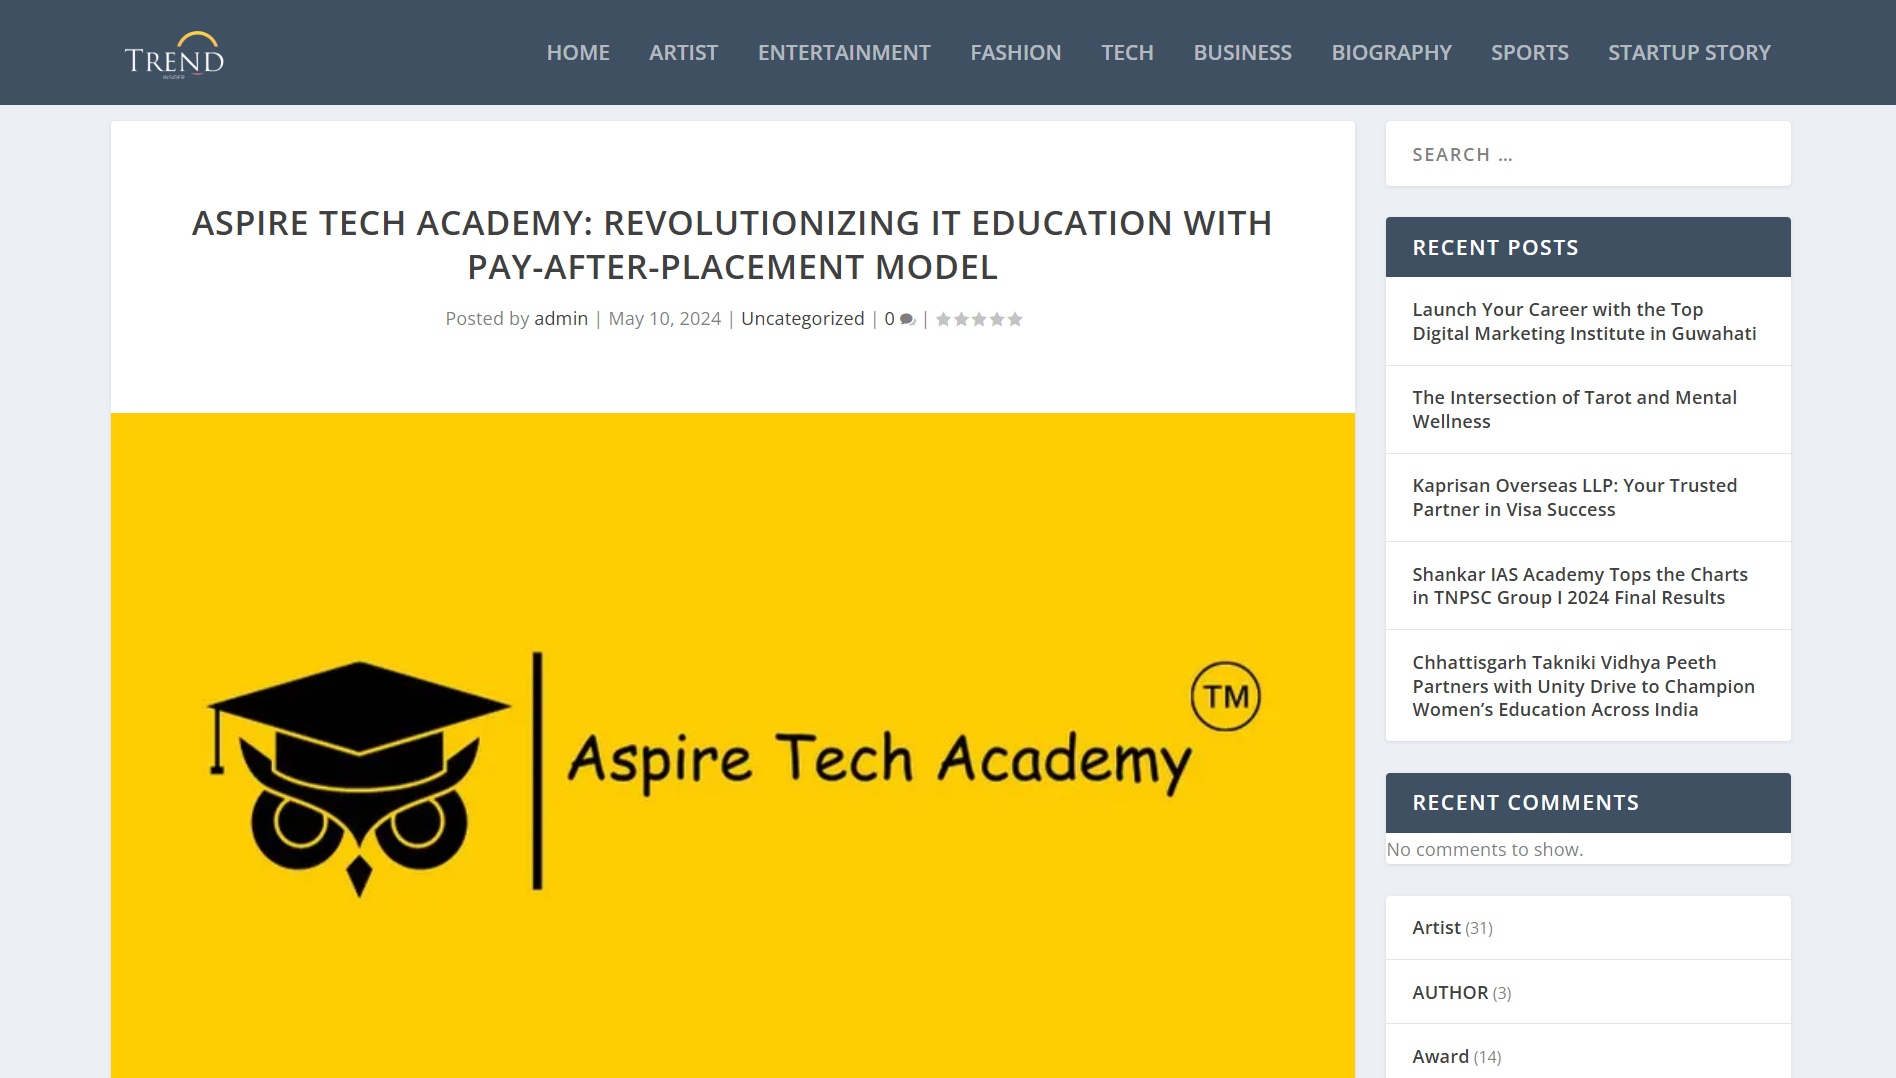 TREND
INSIDER
HOME ARTIST ENTERTAINMENT FASHION TECH BUSINESS BIOGRAPHY SPORTS STARTUP STORY
ASPIRE TECH ACADEMY: REVOLUTIONIZING IT EDUCATION WITH
PAY-AFTER-PLACEMENT MODEL
Posted by admin | May 10, 2024 | Uncategorized | 0 |
Aspire Tech Academy
TM
SEARCH …
RECENT POSTS
Launch Your Career with the Top
Digital Marketing Institute in Guwahati
The Intersection of Tarot and Mental
Wellness
Kaprisan Overseas LLP: Your Trusted
Partner in Visa Success
Shankar IAS Academy Tops the Charts
in TNPSC Group I 2024 Final Results
Chhattisgarh Takniki Vidhya Peeth
Partners with Unity Drive to Champion
Women’s Education Across India
RECENT COMMENTS
No comments to show.
Artist (31)
AUTHOR (3)
Award (14)